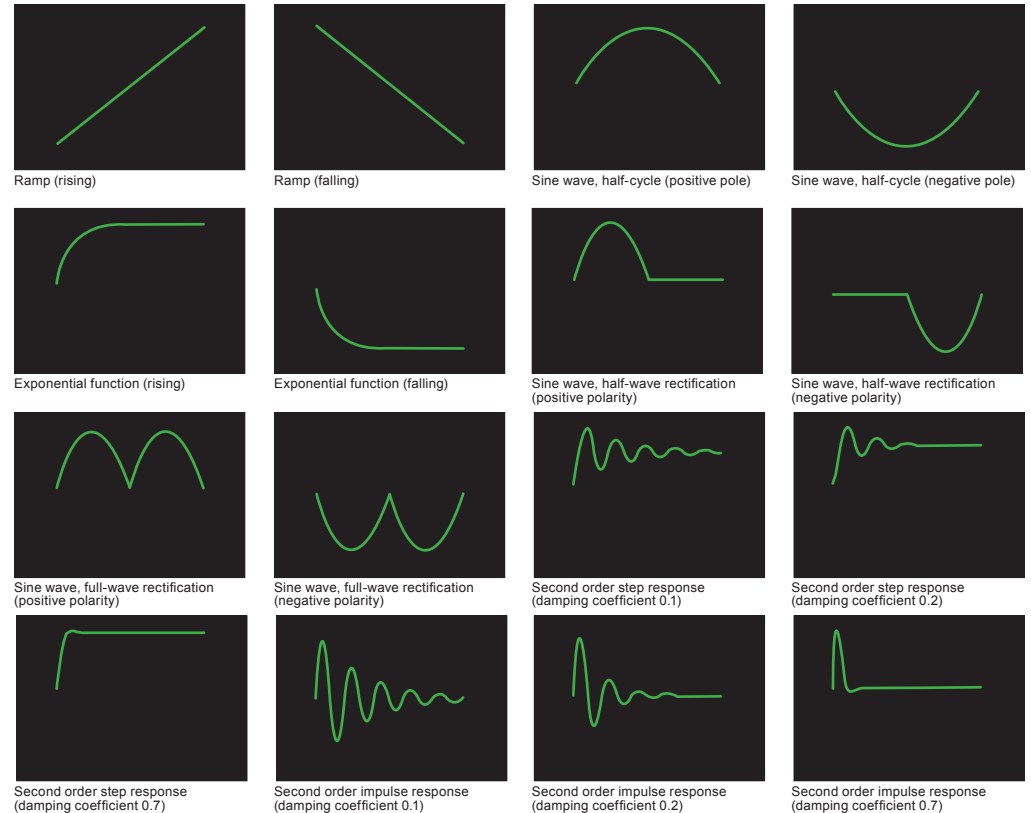 Ramp (rising)
Ramp (falling)
Sine wave, half-cycle (positive pole)
Sine wave, half-cycle (negative pole)
Exponential function (rising)
Exponential function (falling)
Sine wave, half-wave rectification
(positive polarity)
Sine wave, half-wave rectification
(negative polarity)
Sine wave, full-wave rectification
(positive polarity)
Sine wave, full-wave rectification
(negative polarity)
Second order step response
(damping coefficient 0.1)
Second order step response
(damping coefficient 0.2)
Second order step response
(damping coefficient 0.7)
Second order impulse response
(damping coefficient 0.1)
Second order impulse response
(damping coefficient 0.2)
Second order impulse response
(damping coefficient 0.7)